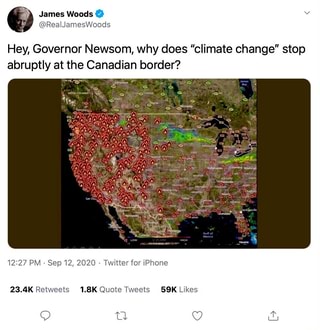 James Woods
@RealJamesWoods
Hey, Governor Newsom, why does “climate change” stop
abruptly at the Canadian border?
12:27 PM · Sep 12, 2020 · Twitter for iPhone
23.4K Retweets 1.8K Quote Tweets 59K Likes